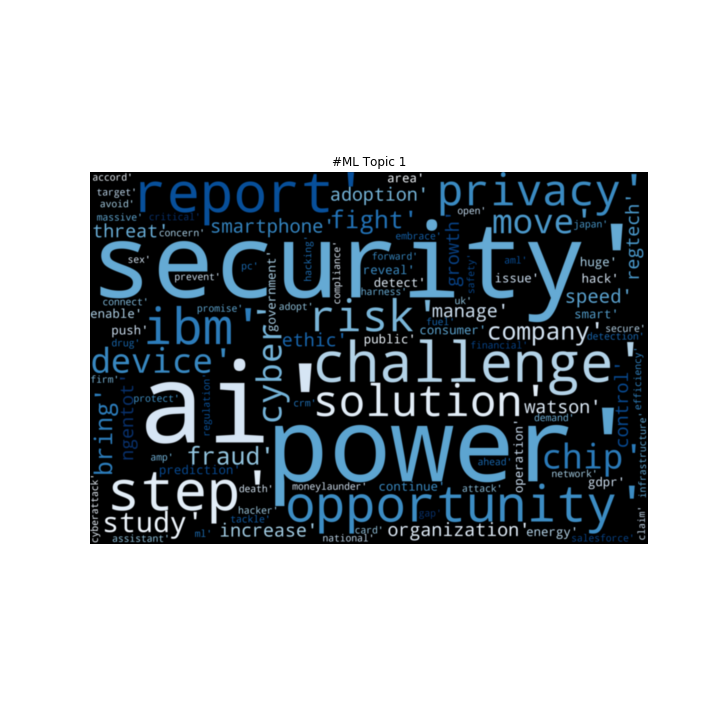 #ML Topic 1
accord'
area'
target'
report'
adoption'
privacy'
avoid'
massive'
critical'
smartphone'
fight'
open'
move'
japan'
threat'
concern'
embrace'
growth'
regtech'
security'
sex'
pc'
hacking'
compliance'
forward'
aml'
safety'
prevent'
government'
reveal'
detect'
issue'
huge'
hack'
connect'
promise'
adopt'
harness'
uk'
speed'
enable'
ibm'
risk'
manage'
fuel'
smart'
push'
cyber'
ethic'
public'
consumer'
company'
secure'
drug'
device'
challenge'
financial'
detection'
firm'
ai'
solution'
watson'
control'
efficiency'
bring'
ngentot'
protect'
regulation'
crm'
power'
demand'
amp'
fraud'
prediction'
ahead'
operation'
chip'
network'
infrastructure'
step'
death'
moneylaunder'
continue'
attack'
gdpr'
opportunity'
cyberattack'
study'
hacker'
tackle'
gap'
ml'
increase'
card'
organization'
energy'
claim'
assistant'
national'
salesforce'